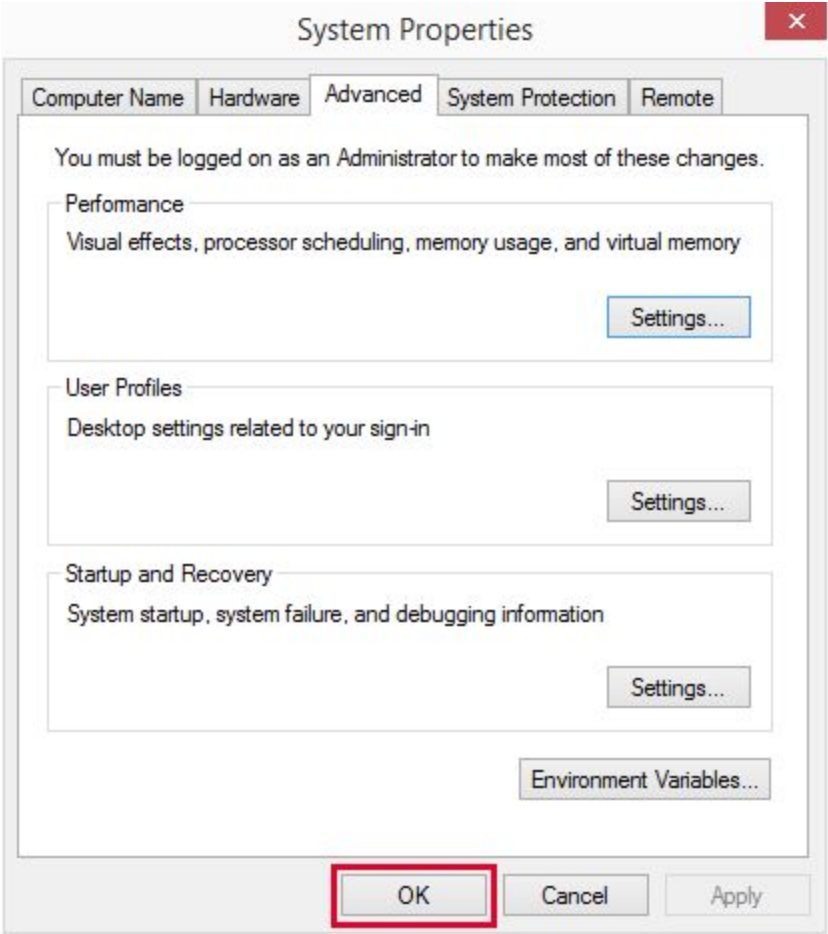 System Properties
Computer Name Hardware Advanced System Protection Remote
You must be logged on as an Administrator to make most of these changes.
Performance
Visual effects, processor scheduling, memory usage, and virtual memory
Settings...
User Profiles
Desktop settings related to your sign-in
Settings...
Startup and Recovery
System startup, system failure, and debugging information
Settings...
Environment Variables...
OK Cancel Apply